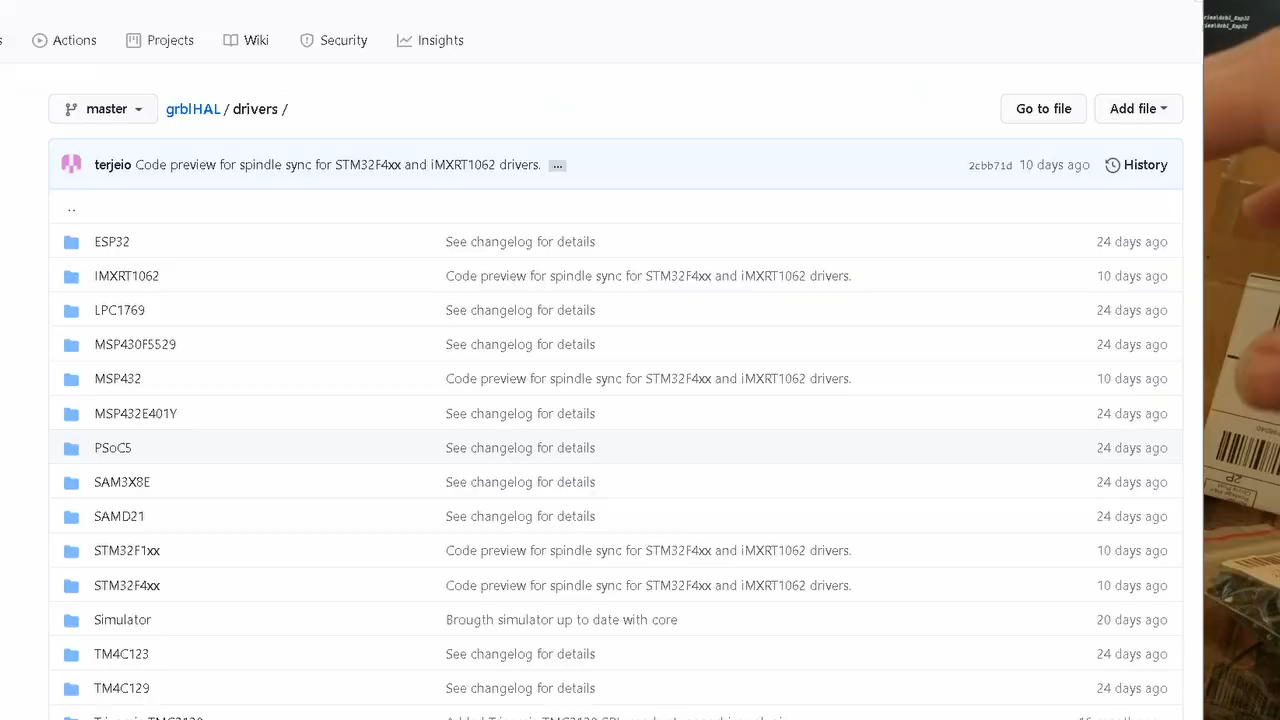 Actions Projects Wiki Security Insights
master grblHAL / drivers / Go to file Add file
terjeio Code preview for spindle sync for STM32F4xx and iMXRT1062 drivers. ... 2cbb71d 10 days ago History
..
ESP32 See changelog for details 24 days ago
IMXRT1062 Code preview for spindle sync for STM32F4xx and iMXRT1062 drivers. 10 days ago
LPC1769 See changelog for details 24 days ago
MSP430F5529 See changelog for details 24 days ago
MSP432 Code preview for spindle sync for STM32F4xx and iMXRT1062 drivers. 10 days ago
MSP432E401Y See changelog for details 24 days ago
PSoC5 See changelog for details 24 days ago
SAM3X8E See changelog for details 24 days ago
SAMD21 See changelog for details 24 days ago
STM32F1xx Code preview for spindle sync for STM32F4xx and iMXRT1062 drivers. 10 days ago
STM32F4xx Code preview for spindle sync for STM32F4xx and iMXRT1062 drivers. 10 days ago
Simulator Brougth simulator up to date with core 20 days ago
TM4C123 See changelog for details 24 days ago
TM4C129 See changelog for details 24 days ago